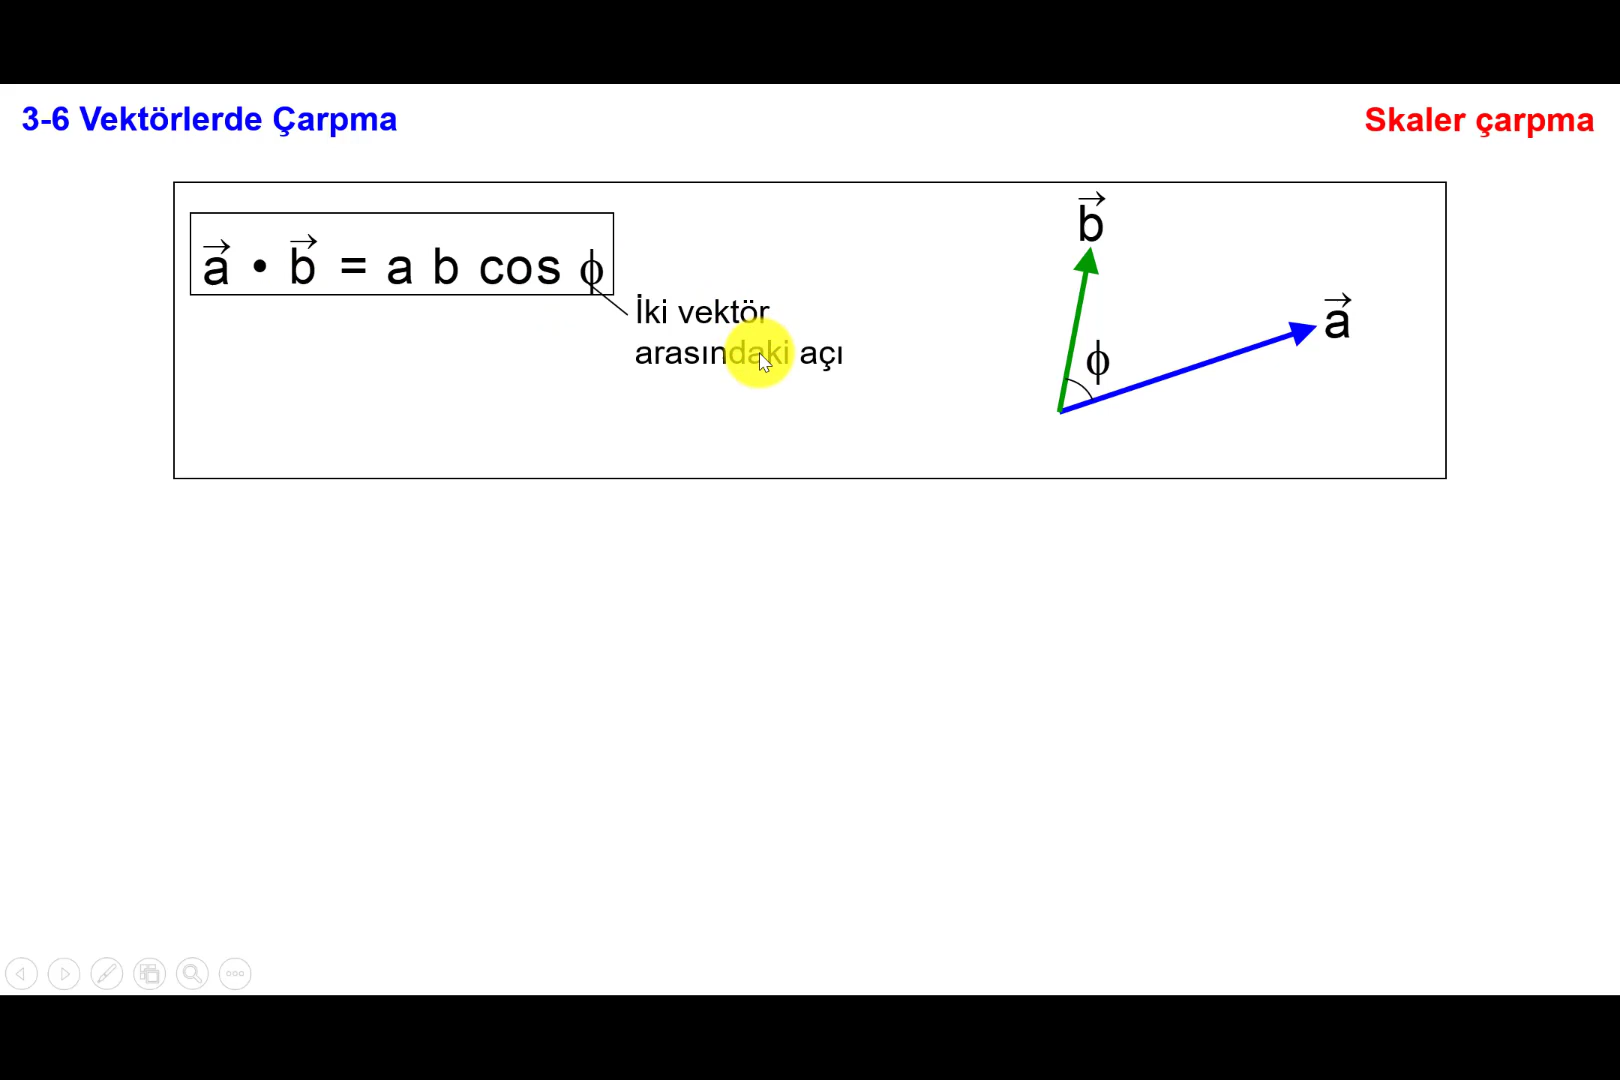 3-6 Vektörlerde Çarpma
Skaler çarpma
a⃗ • b⃗ = a b cos ϕ
İki vektör
arasındaki açı
b⃗
a⃗
ϕ